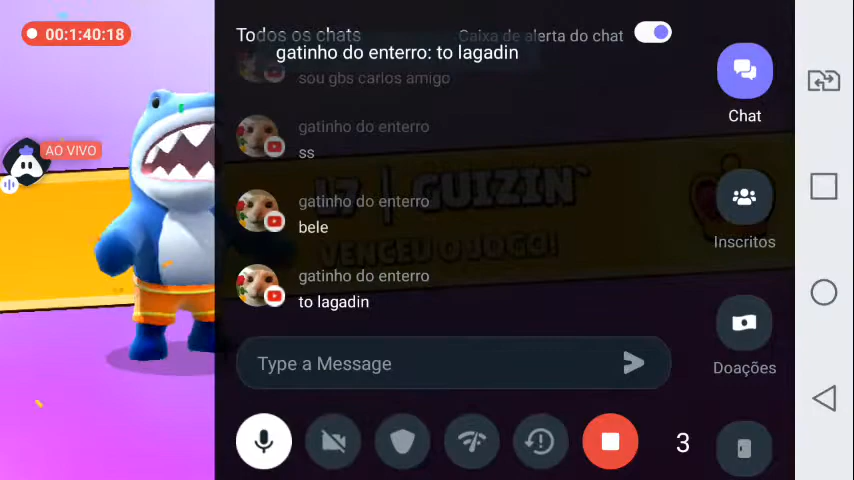 00:1:40:18
Todos os chats
Caixa de alerta do chat
gatinho do enterro: to lagadin
sou gbs carlos amigo
Chat
AO VIVO
gatinho do enterro
ss
L7 | GUIZIN
VENCEU O JOGO!
gatinho do enterro
bele
Inscritos
gatinho do enterro
to lagadin
Type a Message
Doações
3